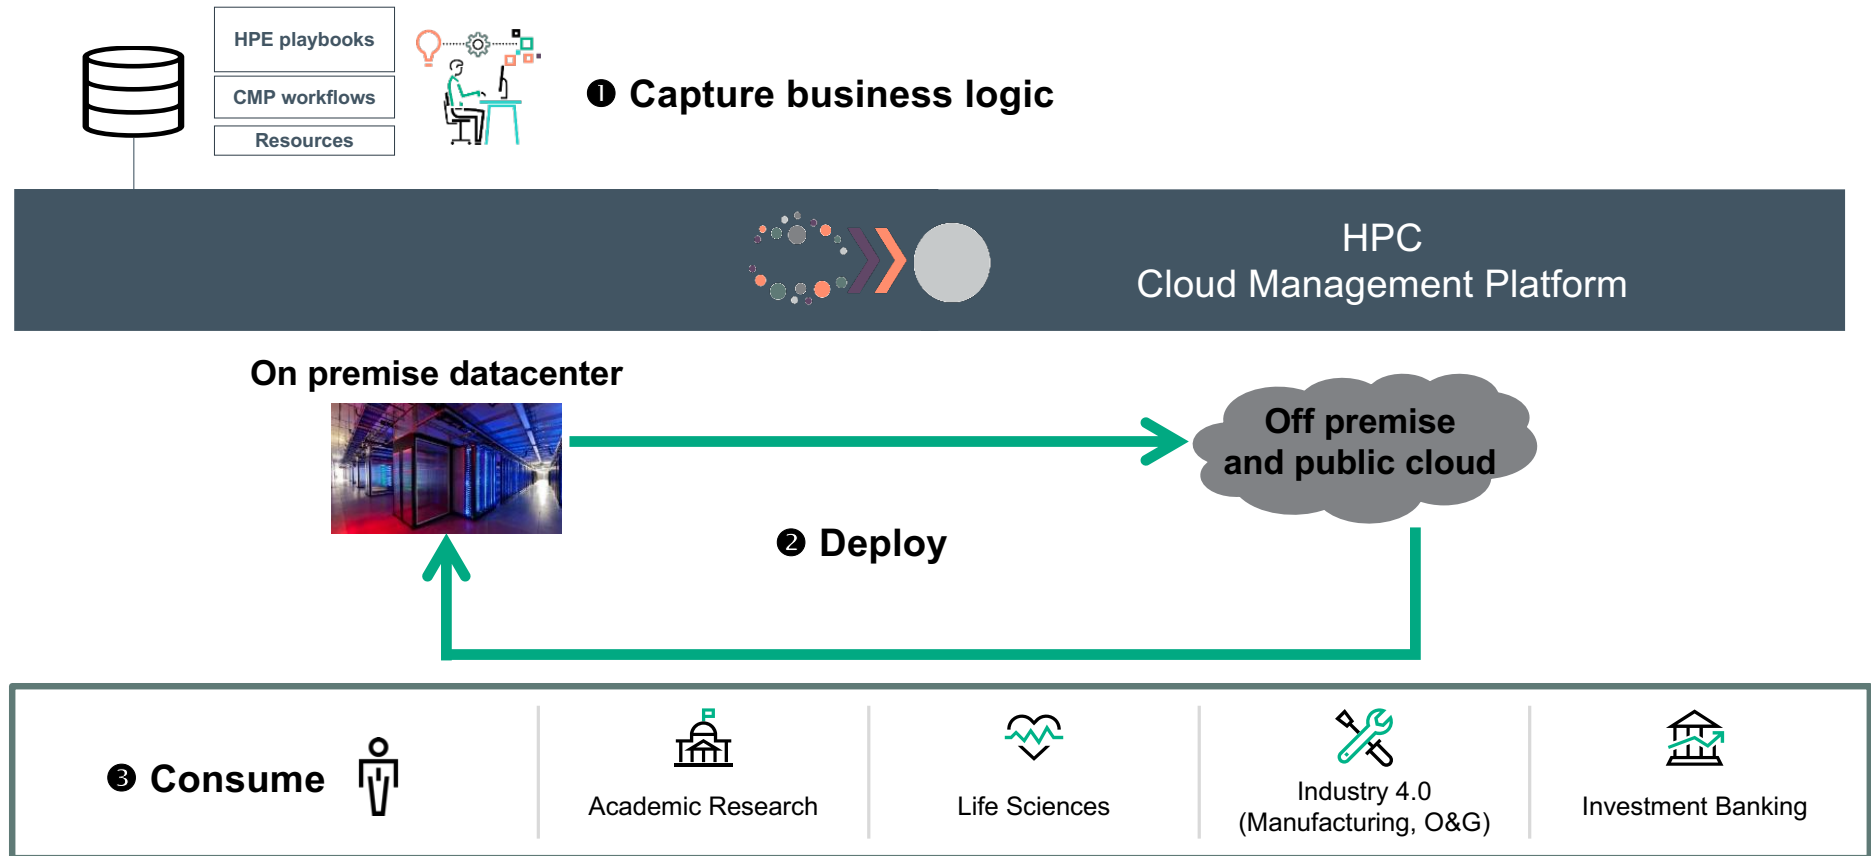 HPE playbooks
CMP workflows
Resources
❶ Capture business logic
HPC
Cloud Management Platform
On premise datacenter
Off premise
and public cloud
❷ Deploy
❸ Consume
Academic Research
Life Sciences
Industry 4.0
(Manufacturing, O&G)
Investment Banking